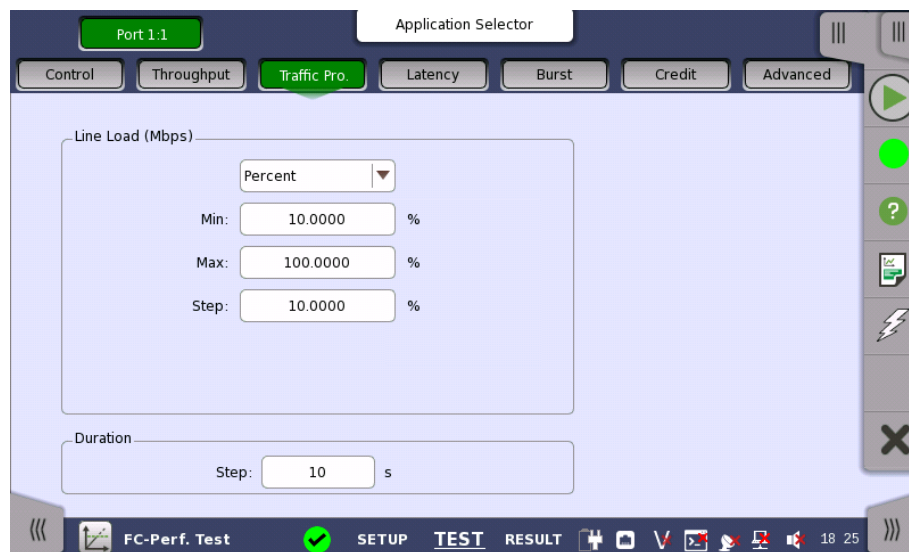 Port 1:1
Application Selector
Control Throughput Traffic Pro. Latency Burst Credit Advanced
Line Load (Mbps)
Percent
Min: 10.0000 %
Max: 100.0000 %
Step: 10.0000 %
Duration
Step: 10 s
FC-Perf. Test SETUP TEST RESULT 18 25